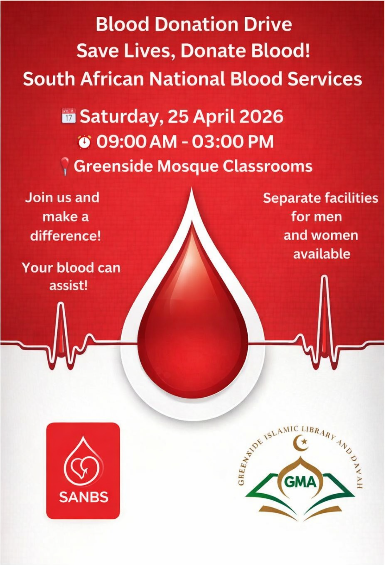 Blood Donation Drive
Save Lives, Donate Blood!
South African National Blood Services
Saturday, 25 April 2026
09:00 AM - 03:00 PM
Greenside Mosque Classrooms
Join us and
make a
difference!
Your blood can
assist!
Separate facilities
for men
and women
available
SANBS
GREENSIDE ISLAMIC LIBRARY AND DA'WAH
GMA